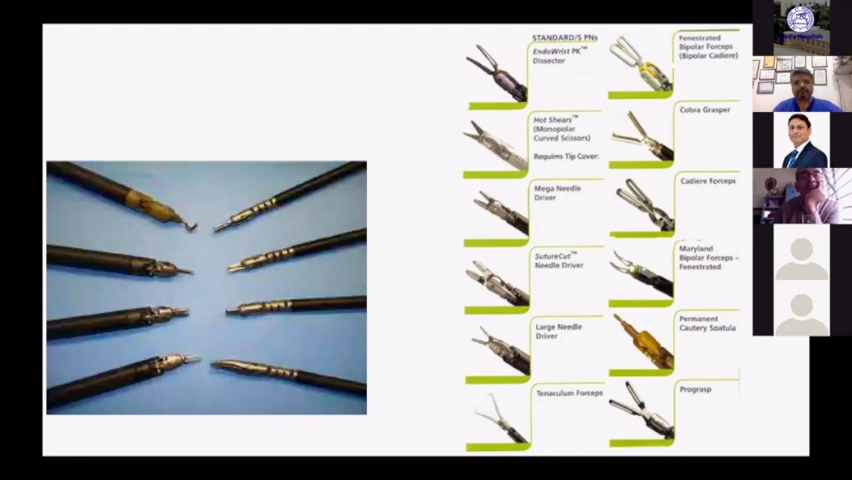 STANDARD/S PNs
EndoWrist PK™
Dissector
Hot Shears™
(Monopolar
Curved Scissors)
Requires Tip Cover:
Mega Needle
Driver
SutureCut™
Needle Driver
Large Needle
Driver
Tenaculum Forceps
Fenestrated
Bipolar Forceps
(Bipolar Cadiere)
Cobra Grasper
Cadiere Forceps
Maryland
Bipolar Forceps –
Fenestrated
Permanent
Cautery Spatula
Prograsp